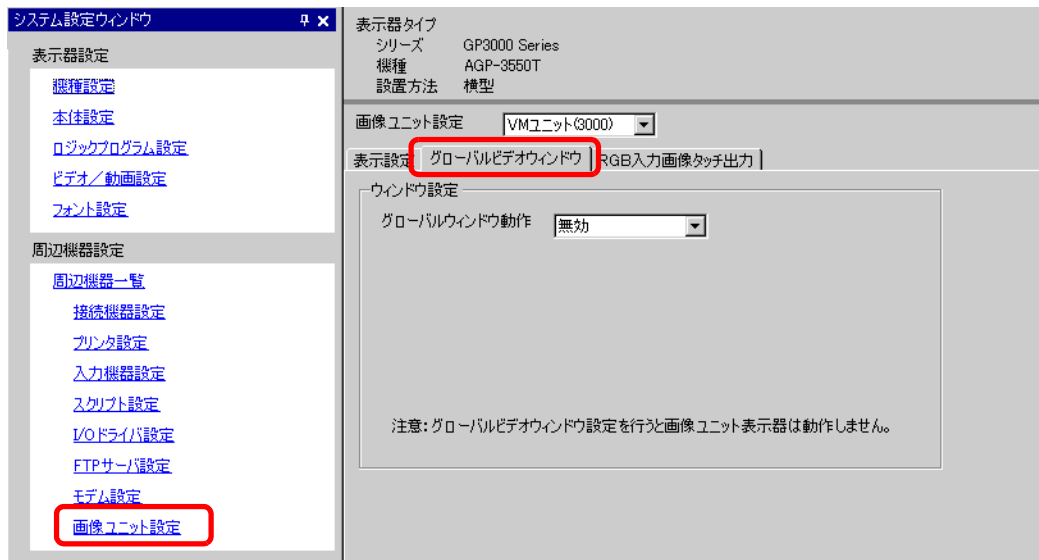 システム設定ウィンドウ
表示器設定
機種設定
本体設定
ロジックプログラム設定
ビデオ／動画設定
フォント設定
周辺機器設定
周辺機器一覧
接続機器設定
プリンタ設定
入力機器設定
スクリプト設定
I/Oドライバ設定
FTPサーバ設定
モデム設定
画像ユニット設定
表示器タイプ
シリーズ GP3000 Series
機種 AGP-3550T
設置方法 横型
画像ユニット設定 VMユニット(3000)
表示設定 グローバルビデオウィンドウ RGB入力画像タッチ出力
ウィンドウ設定
グローバルウィンドウ動作 無効
注意：グローバルビデオウィンドウ設定を行うと画像ユニット表示器は動作しません。